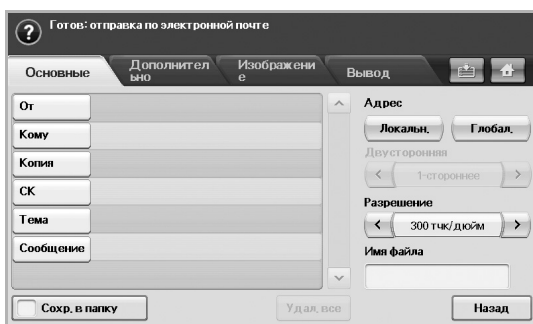 Готов: отправка по электронной почте
Основные
Дополнител
ьно
Изображени
е
Вывод
От
Кому
Копия
СК
Тема
Сообщение
Адрес
Локальн.
Глобал.
Двусторонняя
1-стороннее
Разрешение
300 тчк/дюйм
Имя файла
Сохр. в папку
Удал. все
Назад